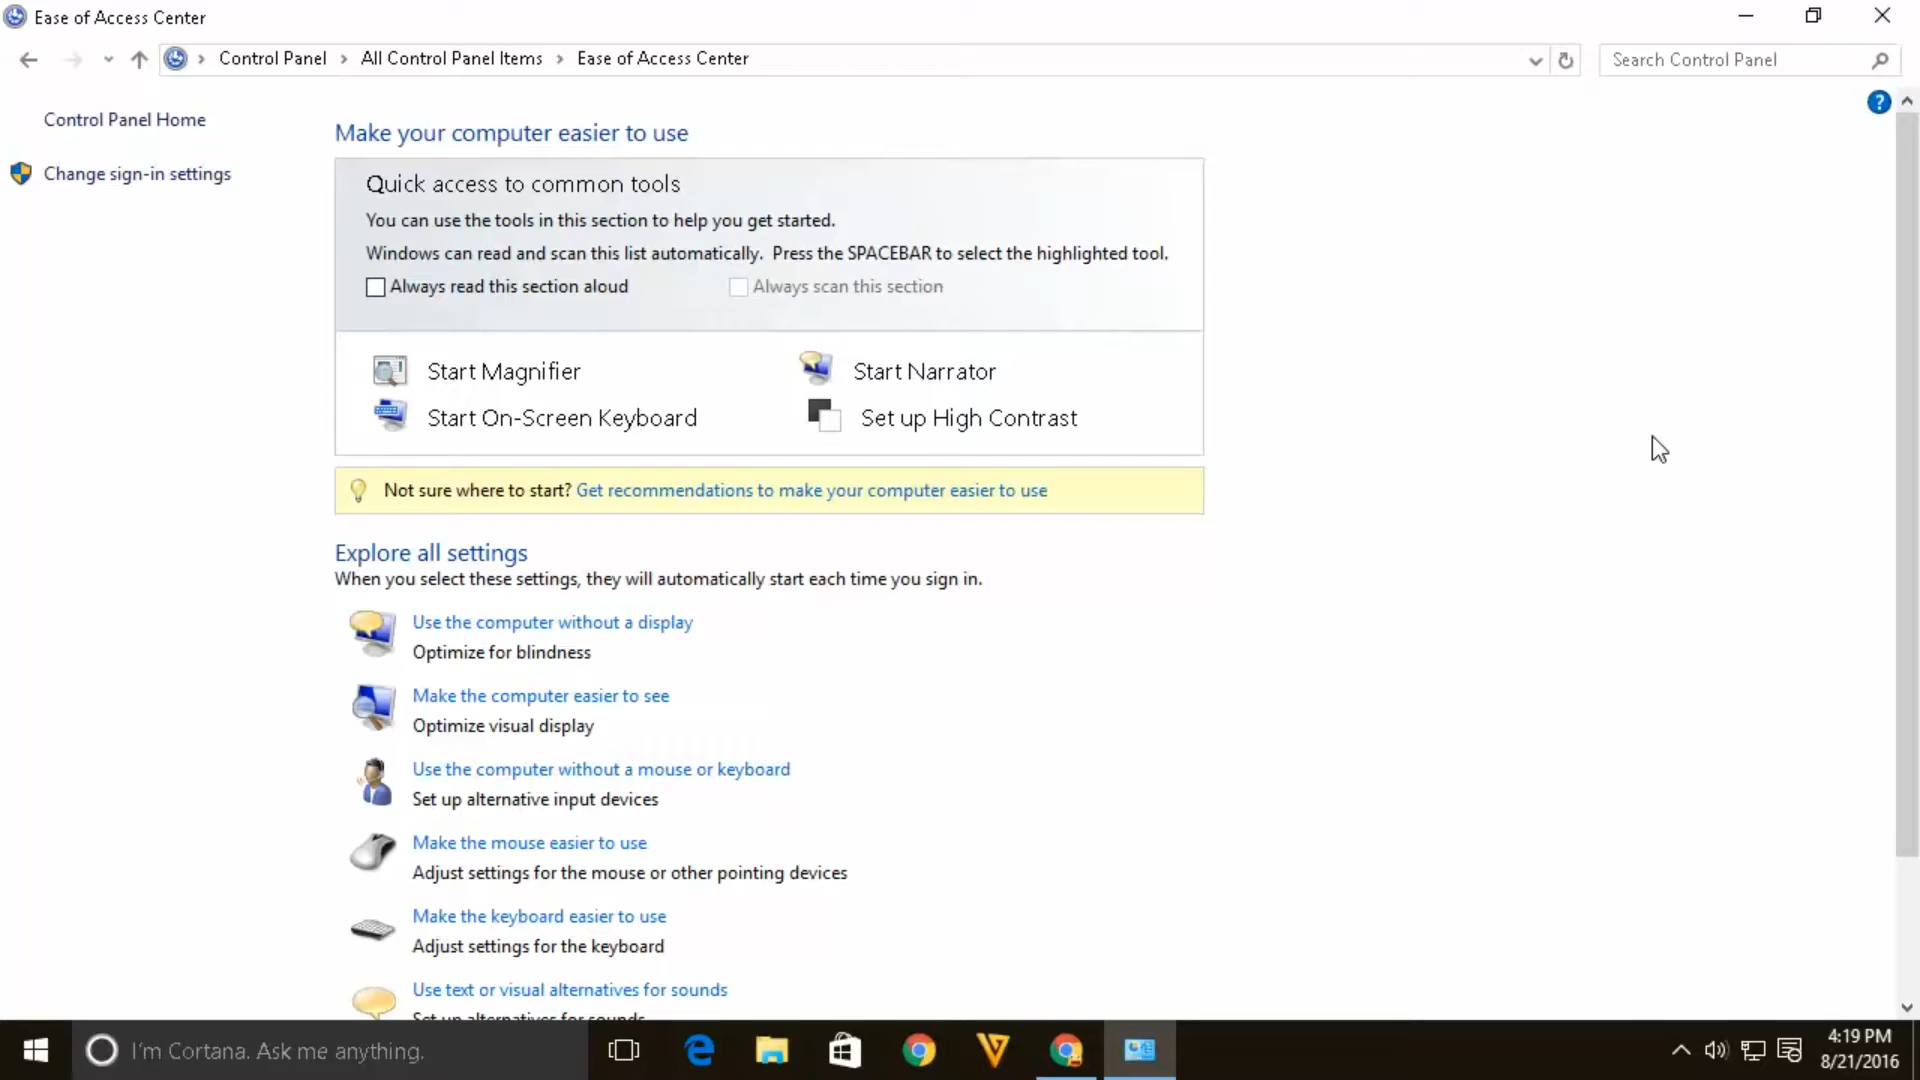 Ease of Access Center
Control Panel > All Control Panel Items > Ease of Access Center
Search Control Panel
Control Panel Home
Change sign-in settings
Make your computer easier to use
Quick access to common tools
You can use the tools in this section to help you get started.
Windows can read and scan this list automatically. Press the SPACEBAR to select the highlighted tool.
Always read this section aloud
Always scan this section
Start Magnifier
Start Narrator
Start On-Screen Keyboard
Set up High Contrast
Not sure where to start? Get recommendations to make your computer easier to use
Explore all settings
When you select these settings, they will automatically start each time you sign in.
Use the computer without a display
Optimize for blindness
Make the computer easier to see
Optimize visual display
Use the computer without a mouse or keyboard
Set up alternative input devices
Make the mouse easier to use
Adjust settings for the mouse or other pointing devices
Make the keyboard easier to use
Adjust settings for the keyboard
Use text or visual alternatives for sounds
Set up alternatives for sounds
I'm Cortana. Ask me anything.
4:19 PM
8/21/2016